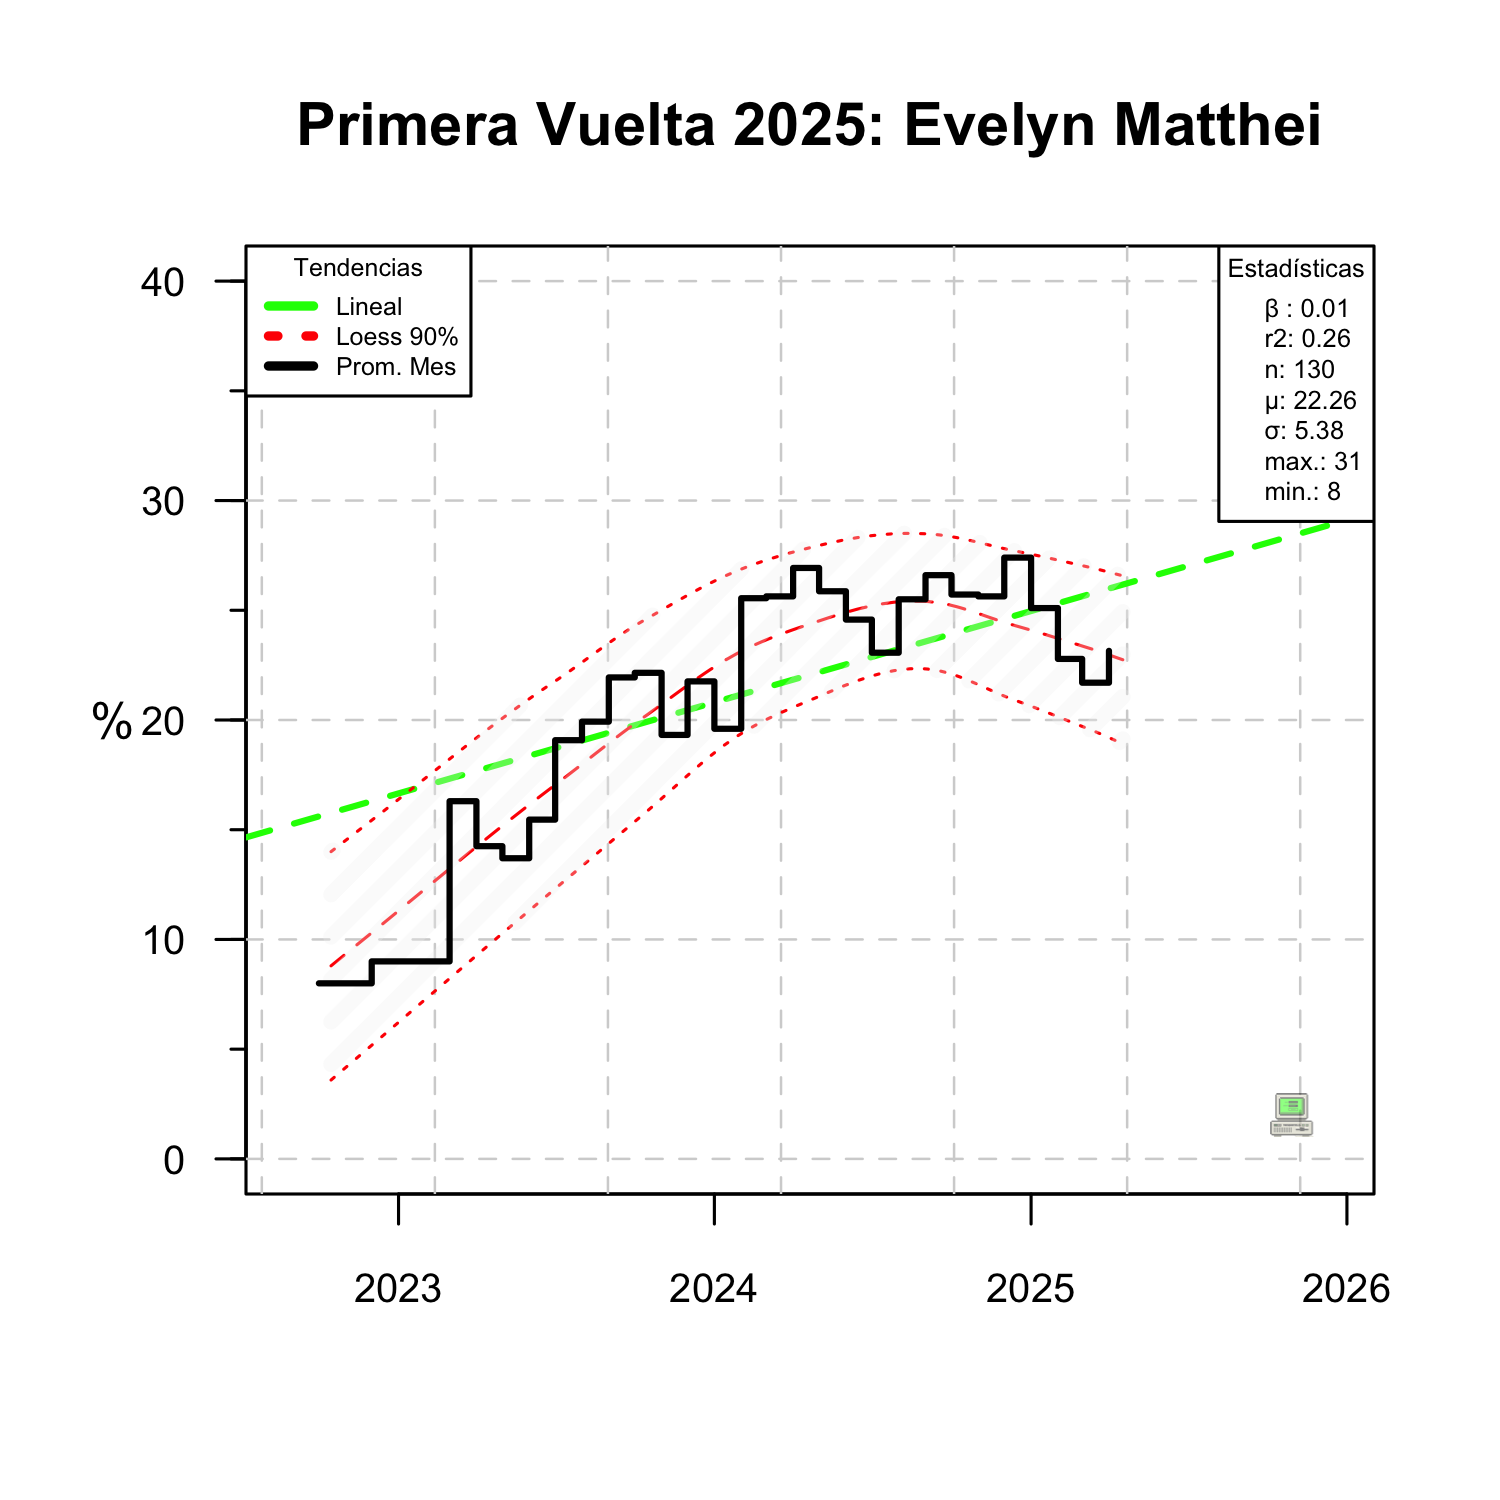 Primera Vuelta 2025: Evelyn Matthei
Tendencias
Lineal
Loess 90%
Prom. Mes
Estadísticas
β : 0.01
r2: 0.26
n: 130
μ: 22.26
σ: 5.38
max.: 31
min.: 8
%
40
30
20
10
0
2023
2024
2025
2026